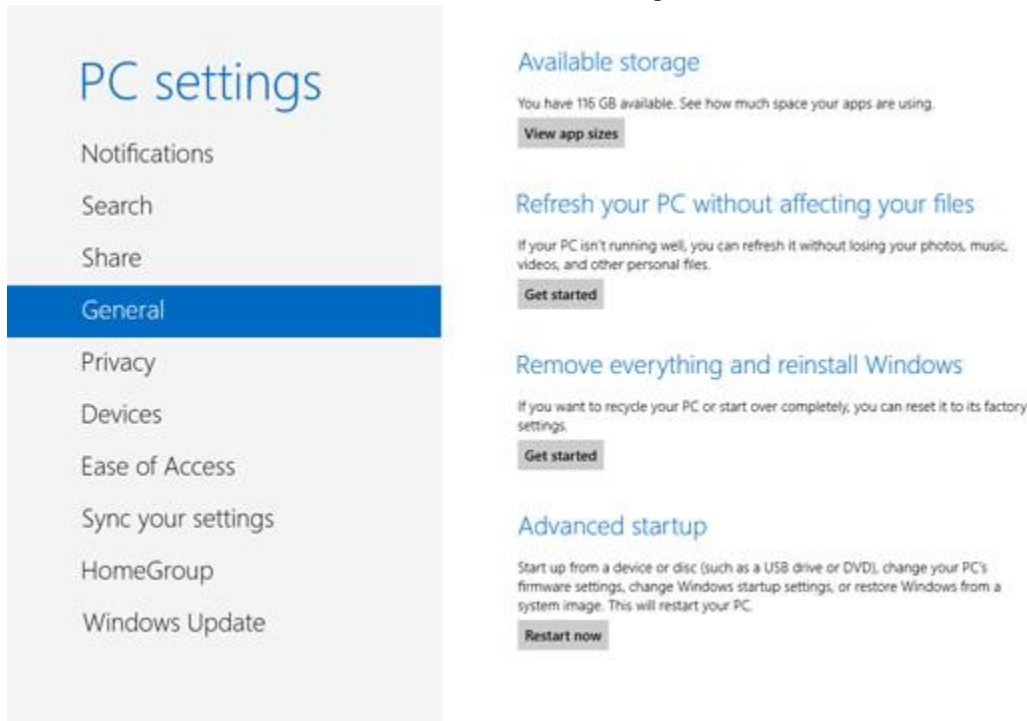 PC settings
Notifications
Search
Share
General
Privacy
Devices
Ease of Access
Sync your settings
HomeGroup
Windows Update
Available storage
You have 116 GB available. See how much space your apps are using.
View app sizes
Refresh your PC without affecting your files
If your PC isn't running well, you can refresh it without losing your photos, music,
videos, and other personal files.
Get started
Remove everything and reinstall Windows
If you want to recycle your PC or start over completely, you can reset it to its factory
settings.
Get started
Advanced startup
Start up from a device or disc (such as a USB drive or DVD), change your PC's
firmware settings, change Windows startup settings, or restore Windows from a
system image. This will restart your PC.
Restart now